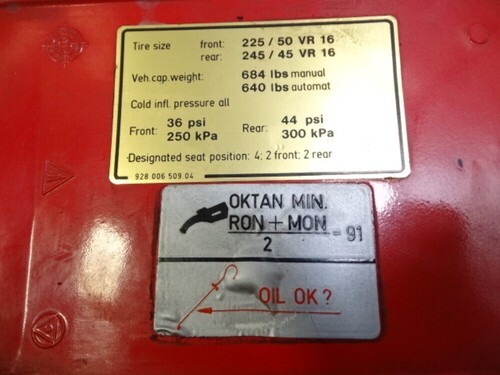 Tire size front: 225 / 50 VR 16
rear: 245 / 45 VR 16
Veh. cap. weight: 684 lbs manual
640 lbs automat
Cold infl. pressure all
Front: 36 psi Rear: 44 psi
250 kPa 300 kPa
Designated seat position: 4; 2 front; 2 rear
928 006 509 04
OKTAN MIN.
RON + MON = 91
2
OIL OK?